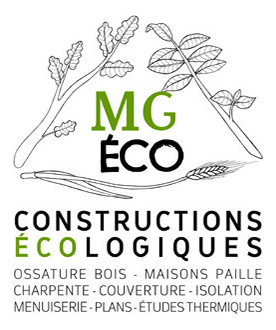 MG
ÉCO
CONSTRUCTIONS
ÉCOLOGIQUES
OSSATURE BOIS - MAISONS PAILLE
CHARPENTE - COUVERTURE - ISOLATION
MENUISERIE - PLANS - ÉTUDES THERMIQUES